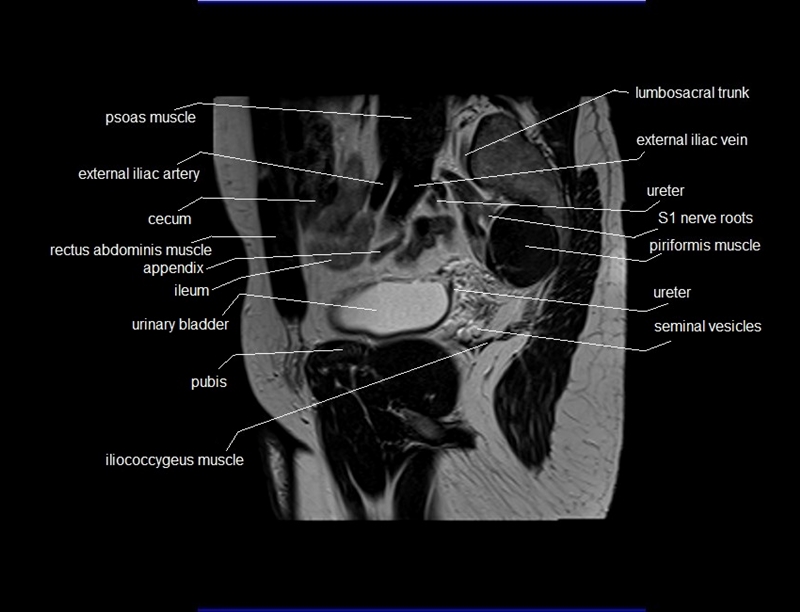 psoas muscle
external iliac artery
cecum
rectus abdominis muscle
appendix
ileum
urinary bladder
pubis
iliococcygeus muscle
lumbosacral trunk
external iliac vein
ureter
S1 nerve roots
piriformis muscle
ureter
seminal vesicles